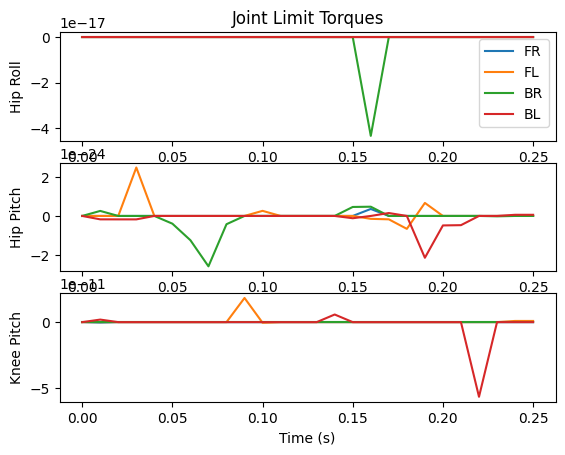 Joint Limit Torques
1e−17
0
−2
−4
Hip Roll
FR
FL
BR
BL
0.00 0.05 0.10 0.15 0.20 0.25
1e−24
2
0
−2
Hip Pitch
0.00 0.05 0.10 0.15 0.20 0.25
1e−11
0
−5
Knee Pitch
0.00 0.05 0.10 0.15 0.20 0.25
Time (s)